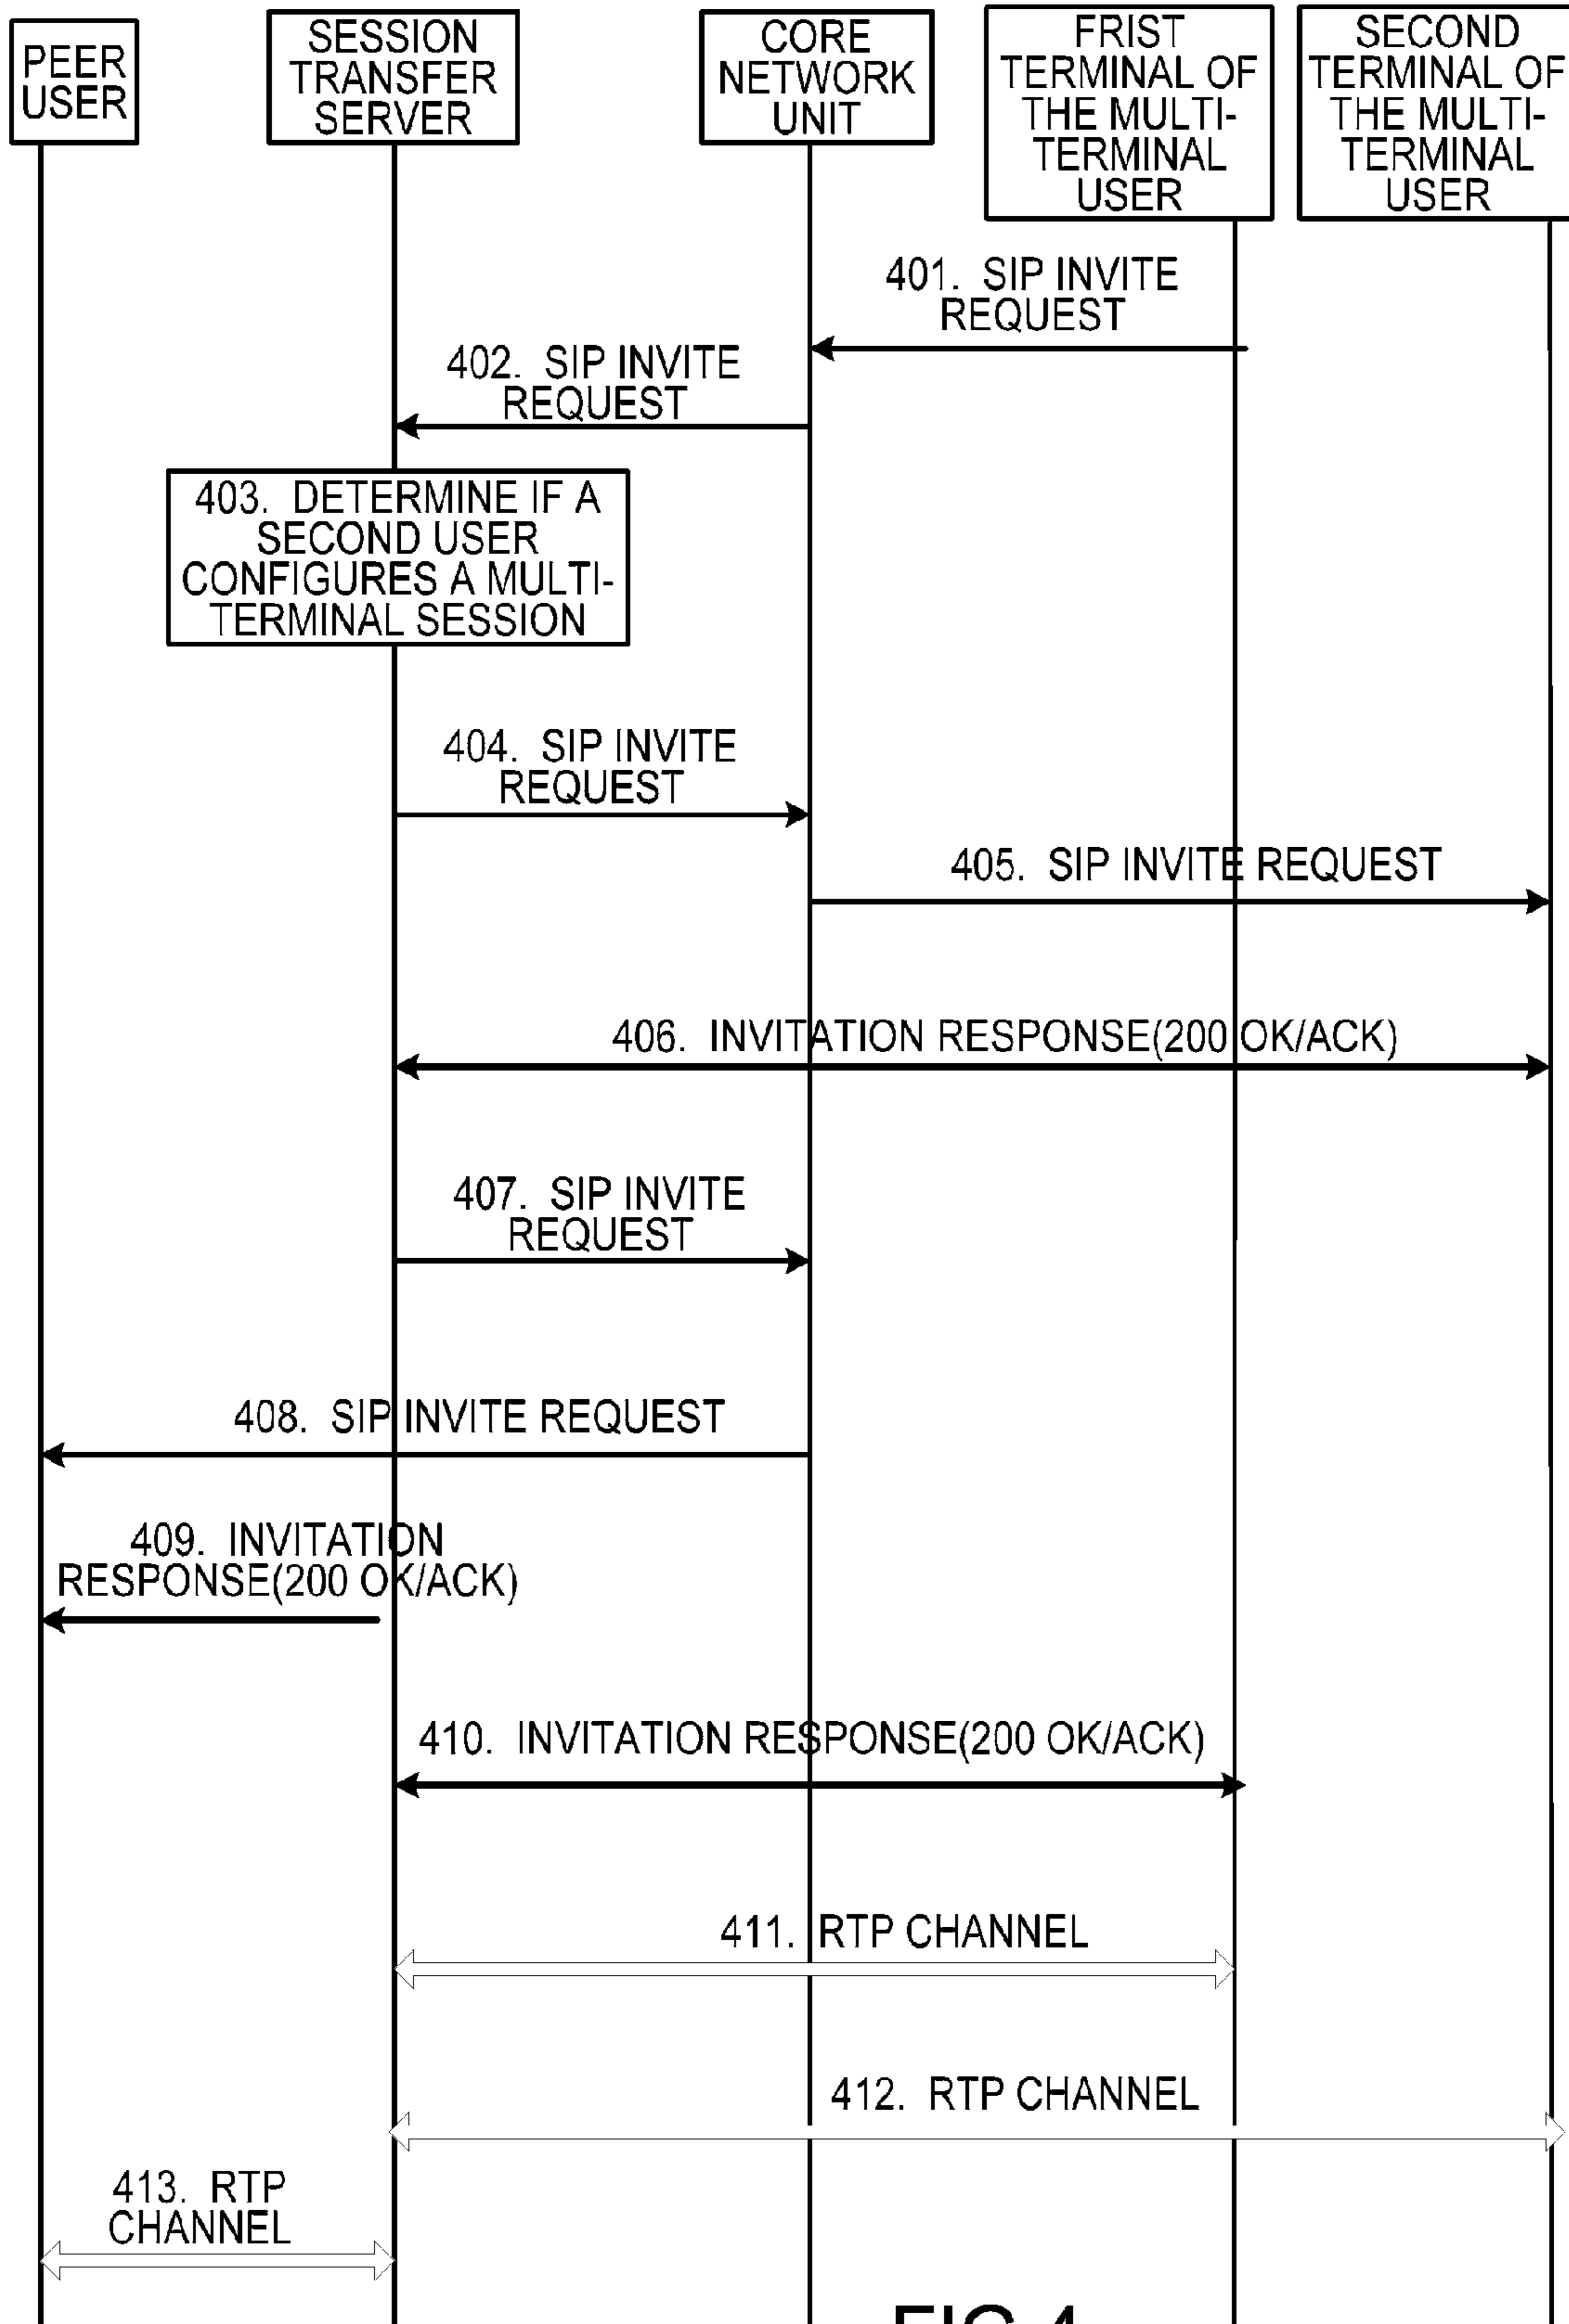 PEER
USER
SESSION
TRANSFER
SERVER
CORE
NETWORK
UNIT
FRIST
TERMINAL OF
THE MULTI-
TERMINAL
USER
SECOND
TERMINAL OF
THE MULTI-
TERMINAL
USER
401. SIP INVITE
REQUEST
402. SIP INVITE
REQUEST
403. DETERMINE IF A
SECOND USER
CONFIGURES A MULTI-
TERMINAL SESSION
404. SIP INVITE
REQUEST
405. SIP INVITE REQUEST
406. INVITATION RESPONSE(200 OK/ACK)
407. SIP INVITE
REQUEST
408. SIP INVITE REQUEST
409. INVITATION
RESPONSE(200 OK/ACK)
410. INVITATION RESPONSE(200 OK/ACK)
411. RTP CHANNEL
412. RTP CHANNEL
413. RTP
CHANNEL
FIG.4